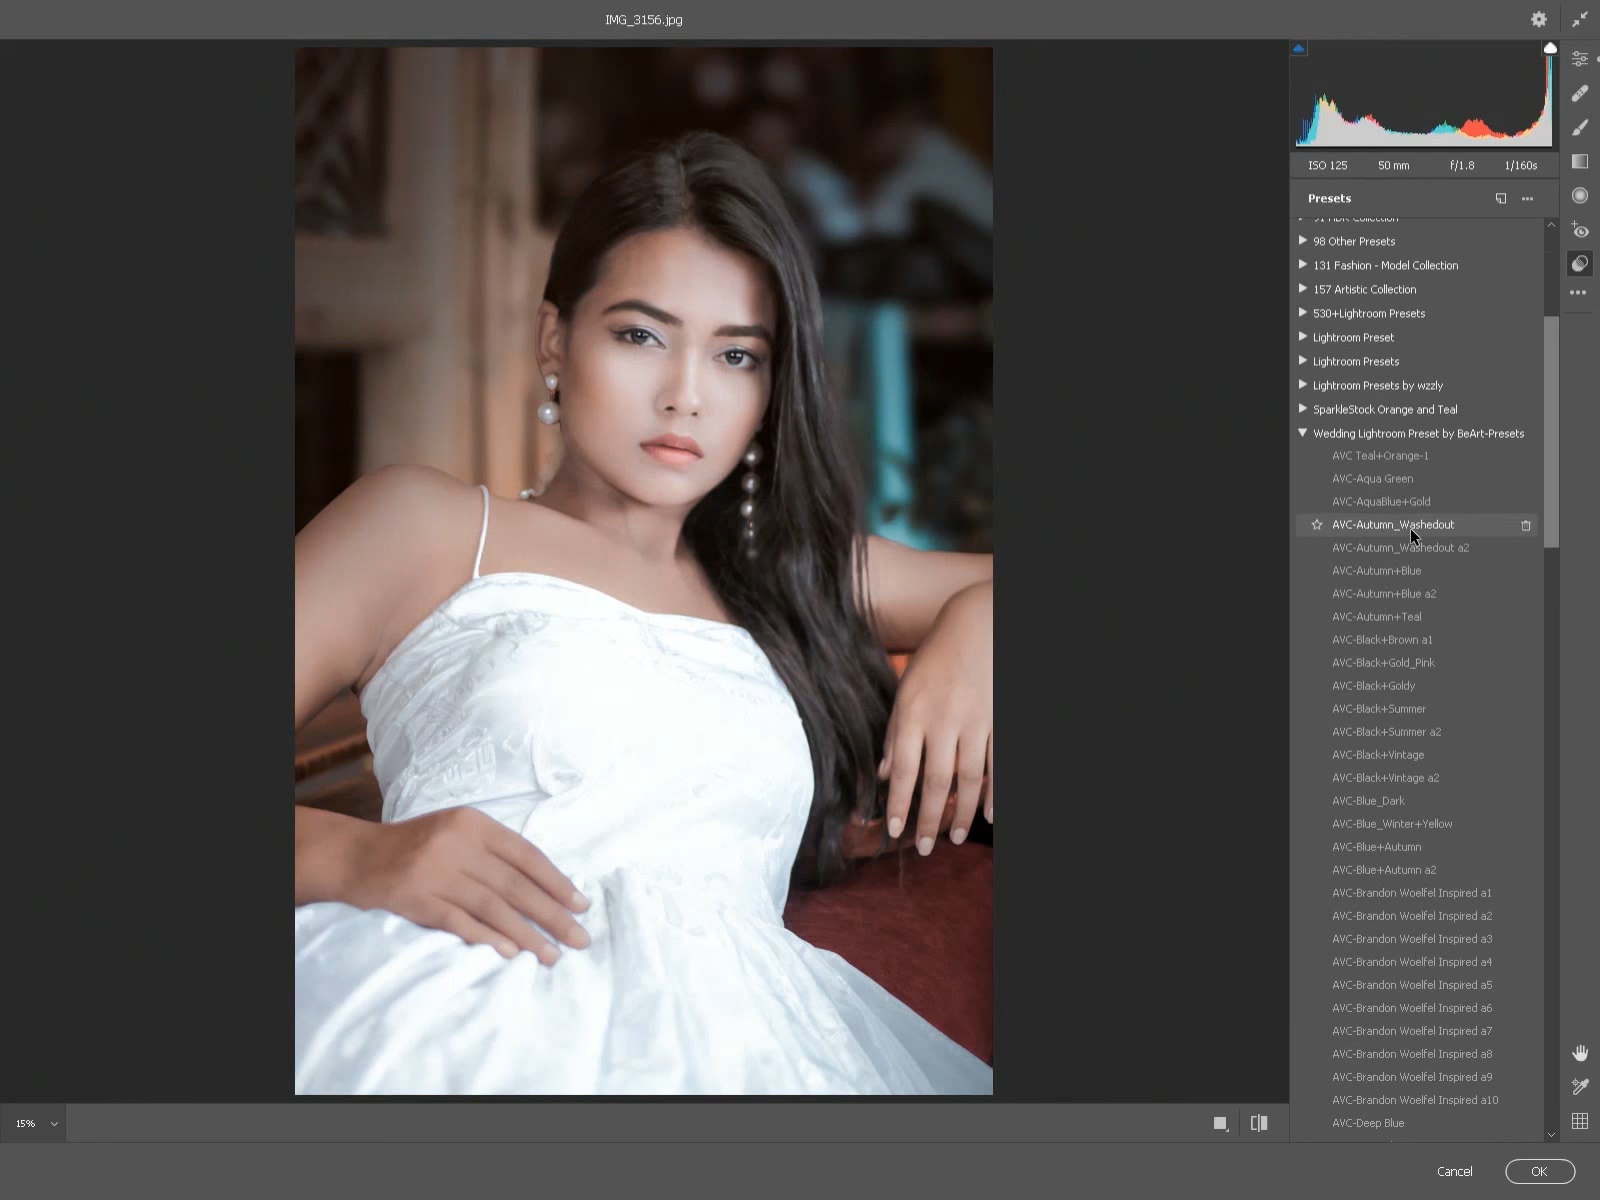 IMG_3156.jpg
ISO 125 50 mm f/1.8 1/160s
Presets
91 HDR Collection
98 Other Presets
131 Fashion - Model Collection
157 Artistic Collection
530+Lightroom Presets
Lightroom Preset
Lightroom Presets
Lightroom Presets by wzzly
SparkleStock Orange and Teal
Wedding Lightroom Preset by BeArt-Presets
AVC Teal+Orange-1
AVC-Aqua Green
AVC-AquaBlue+Gold
AVC-Autumn_Washedout
AVC-Autumn_Washedout a2
AVC-Autumn+Blue
AVC-Autumn+Blue a2
AVC-Autumn+Teal
AVC-Black+Brown a1
AVC-Black+Gold_Pink
AVC-Black+Goldy
AVC-Black+Summer
AVC-Black+Summer a2
AVC-Black+Vintage
AVC-Black+Vintage a2
AVC-Blue_Dark
AVC-Blue_Winter+Yellow
AVC-Blue+Autumn
AVC-Blue+Autumn a2
AVC-Brandon Woelfel Inspired a1
AVC-Brandon Woelfel Inspired a2
AVC-Brandon Woelfel Inspired a3
AVC-Brandon Woelfel Inspired a4
AVC-Brandon Woelfel Inspired a5
AVC-Brandon Woelfel Inspired a6
AVC-Brandon Woelfel Inspired a7
AVC-Brandon Woelfel Inspired a8
AVC-Brandon Woelfel Inspired a9
AVC-Brandon Woelfel Inspired a10
AVC-Deep Blue
15%
Cancel OK